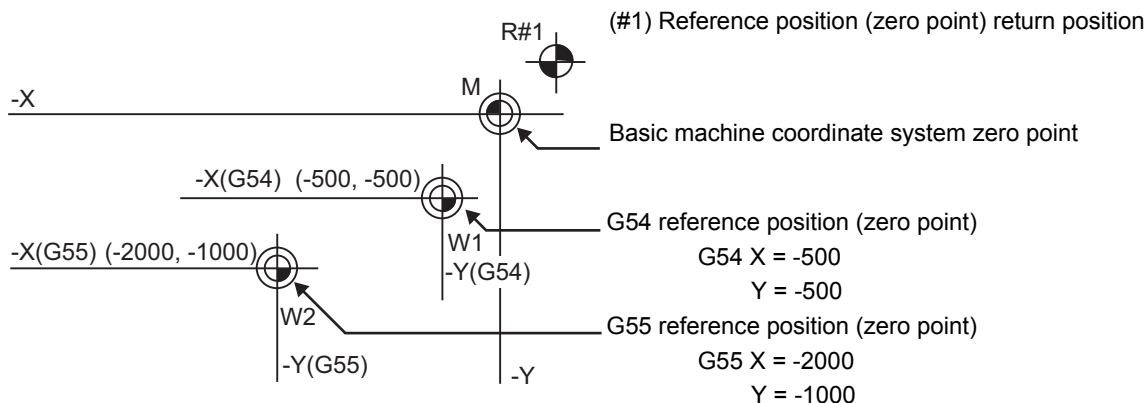 (#1) Reference position (zero point) return position
R#1
M
-X
Basic machine coordinate system zero point
-X(G54) (-500, -500)
G54 reference position (zero point)
W1
G54 X = -500
-X(G55) (-2000, -1000)
-Y(G54)
Y = -500
W2
G55 reference position (zero point)
-Y(G55)
G55 X = -2000
-Y
Y = -1000